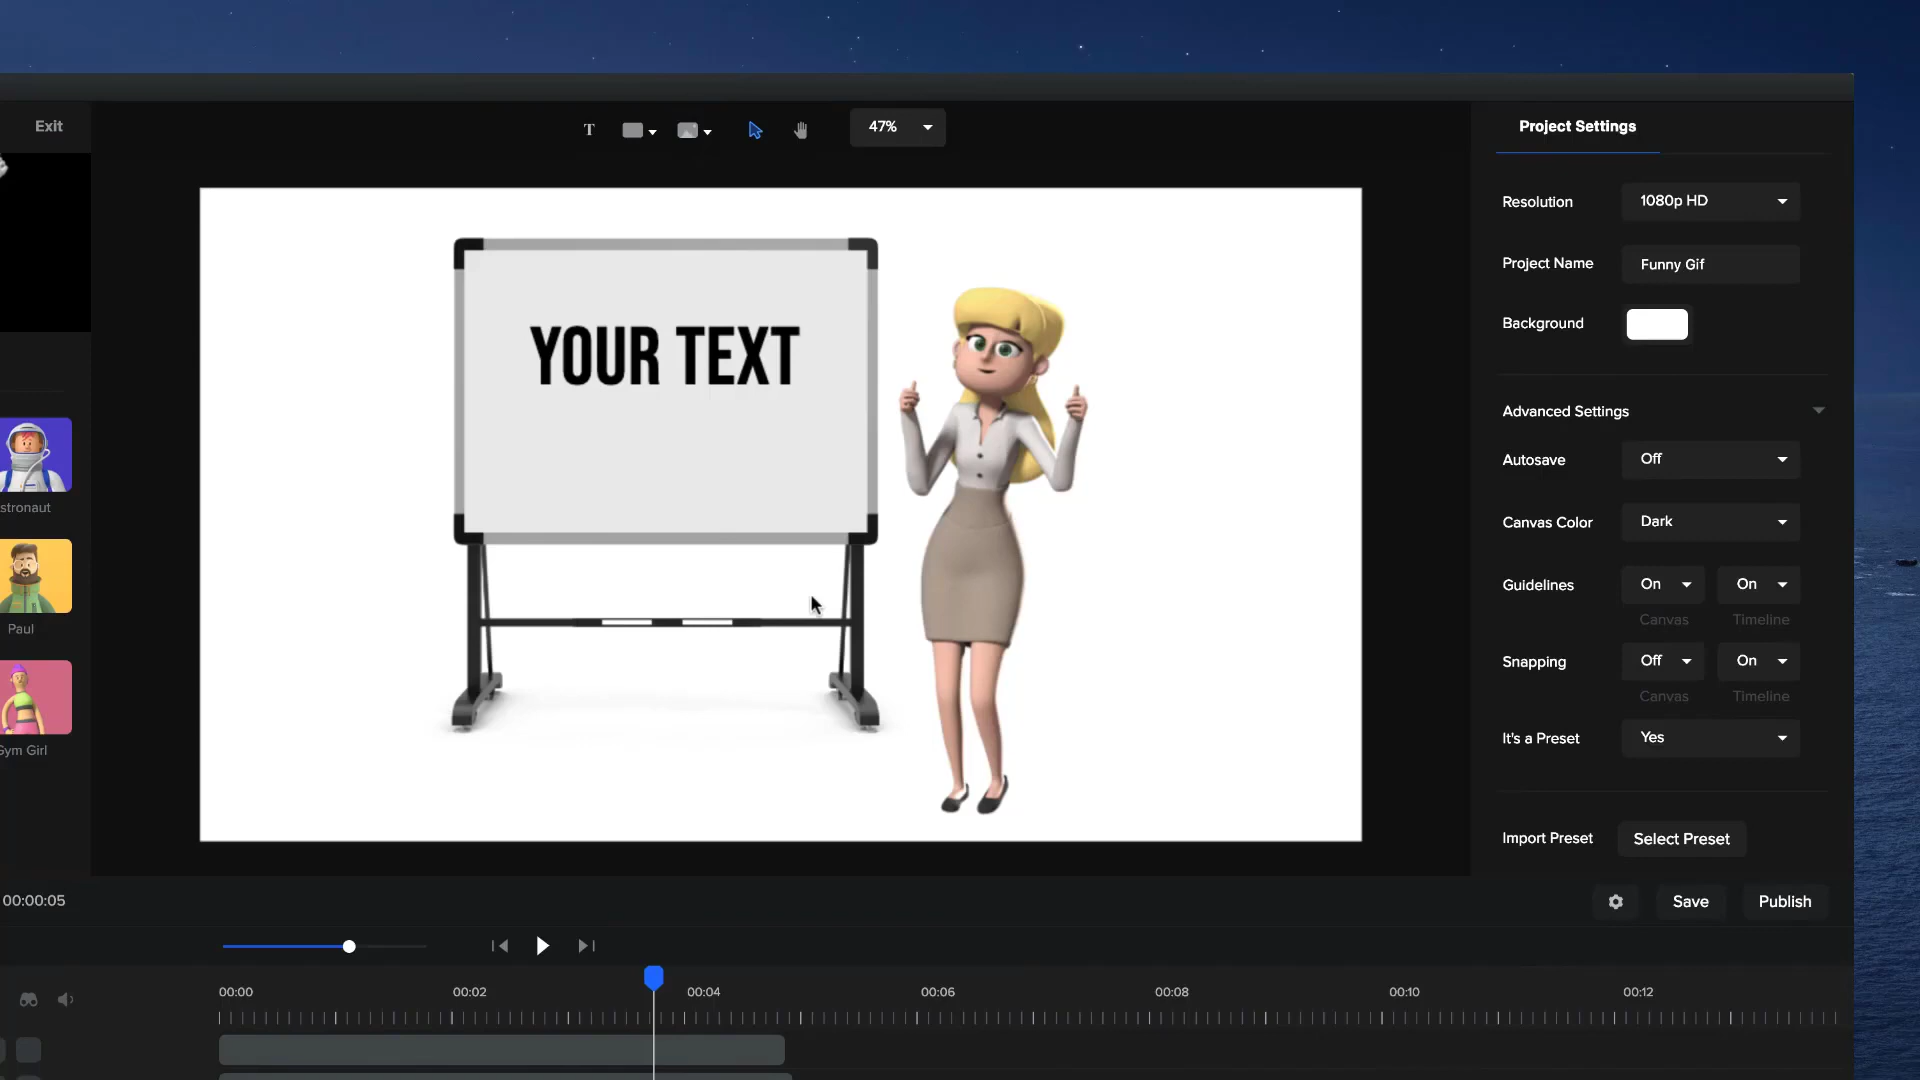 Exit
T
47%
Project Settings
Resolution
1080p HD
Project Name
Funny Gif
Background
YOUR TEXT
Advanced Settings
Autosave
Off
Canvas Color
Dark
Guidelines
On
On
Canvas
Timeline
Snapping
Off
On
Canvas
Timeline
It's a Preset
Yes
Import Preset
Select Preset
stronaut
Paul
Gym Girl
00:00:05
Save
Publish
00:00
00:02
00:04
00:06
00:08
00:10
00:12